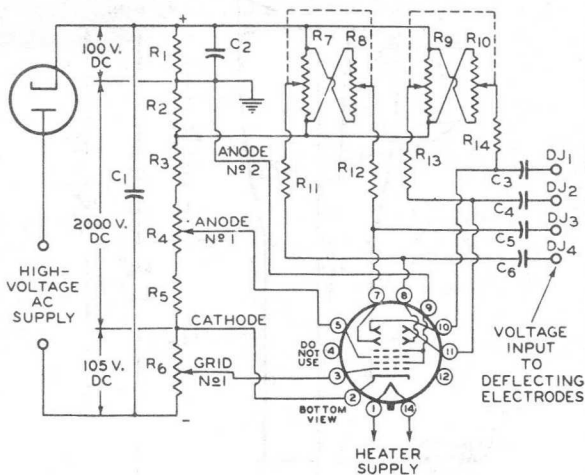 +
100 V.
DC
R1
C2
R7
R8
R9
R10
R2
R14
R3
ANODE
Nº 2
R11
R12
R13
C3
DJ1
C1
C4
DJ2
2000 V.
DC
R4
ANODE
Nº 1
C5
DJ3
C6
DJ4
HIGH-
VOLTAGE
AC
SUPPLY
R5
CATHODE
7
8
9
5
10
4
DO
NOT
USE
11
3
12
2
1
14
105 V.
DC
R6
GRID
Nº1
BOTTOM
VIEW
-
VOLTAGE
INPUT
TO
DEFLECTING
ELECTRODES
HEATER
SUPPLY